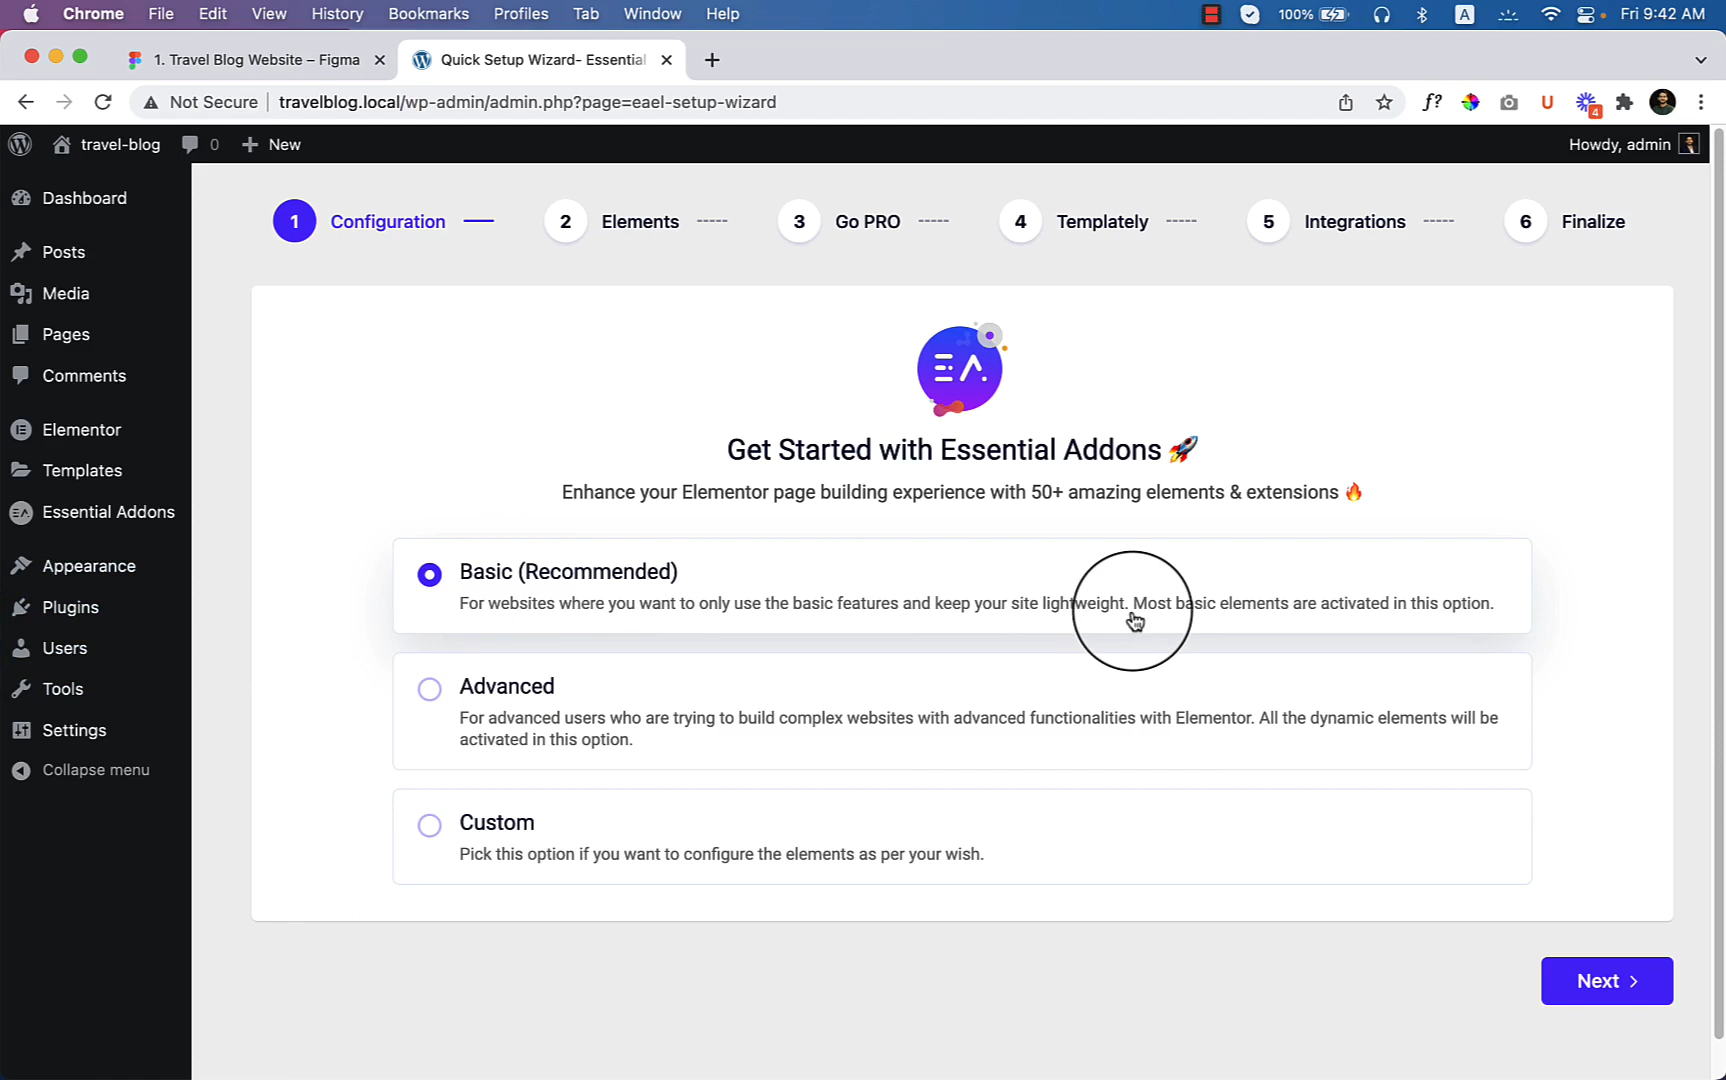 Chrome File Edit View History Bookmarks Profiles Tab Window Help 100% A Fri 9:42 AM
1. Travel Blog Website – Figma
Quick Setup Wizard- Essential
Not Secure travelblog.local/wp-admin/admin.php?page=eael-setup-wizard f? U 4
travel-blog 0 New Howdy, admin
Dashboard
Posts
Media
Pages
Comments
Elementor
Templates
Essential Addons
Appearance
Plugins
Users
Tools
Settings
Collapse menu
1 Configuration 2 Elements 3 Go PRO 4 Templately 5 Integrations 6 Finalize
EA
Get Started with Essential Addons 🚀
Enhance your Elementor page building experience with 50+ amazing elements & extensions 🔥
Basic (Recommended)
For websites where you want to only use the basic features and keep your site lightweight. Most basic elements are activated in this option.
Advanced
For advanced users who are trying to build complex websites with advanced functionalities with Elementor. All the dynamic elements will be
activated in this option.
Custom
Pick this option if you want to configure the elements as per your wish.
Next